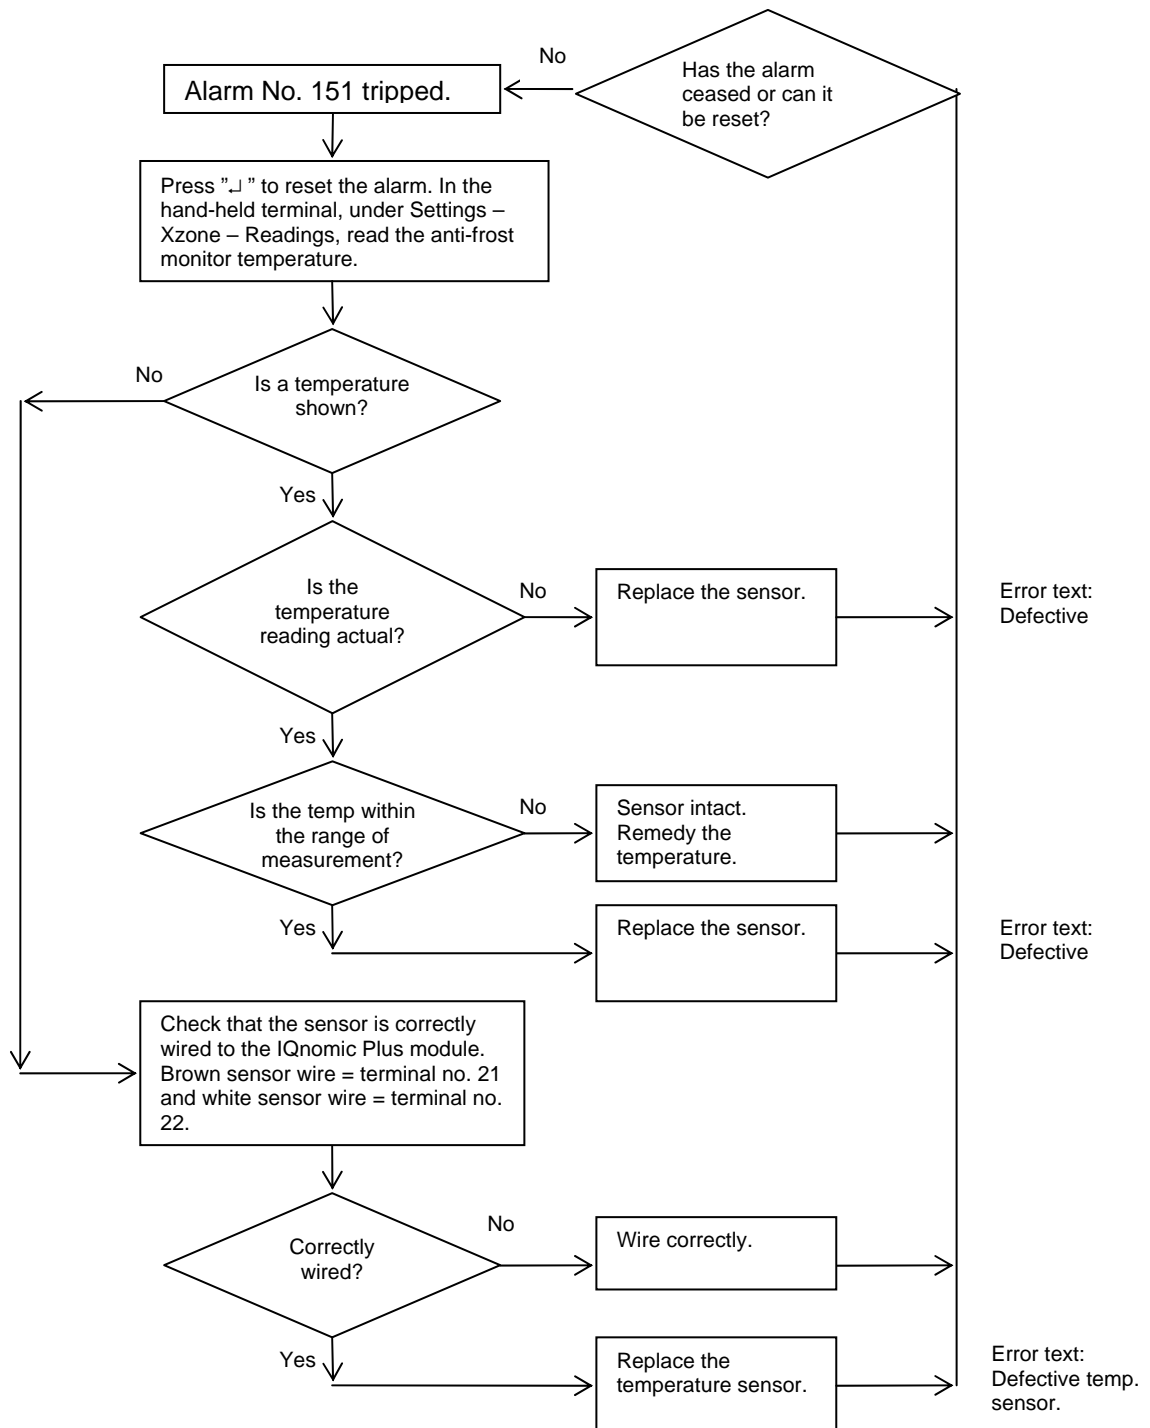 No
Has the alarm
ceased or can it
be reset?
Alarm No. 151 tripped.
Press ”↵ ” to reset the alarm. In the
hand-held terminal, under Settings –
Xzone – Readings, read the anti-frost
monitor temperature.
No
Is a temperature
shown?
Yes
Is the
temperature
reading actual?
No
Replace the sensor.
Error text:
Defective
Yes
Is the temp within
the range of
measurement?
No
Sensor intact.
Remedy the
temperature.
Yes
Replace the sensor.
Error text:
Defective
Check that the sensor is correctly
wired to the IQnomic Plus module.
Brown sensor wire = terminal no. 21
and white sensor wire = terminal no.
22.
Correctly
wired?
No
Wire correctly.
Yes
Replace the
temperature sensor.
Error text:
Defective temp.
sensor.